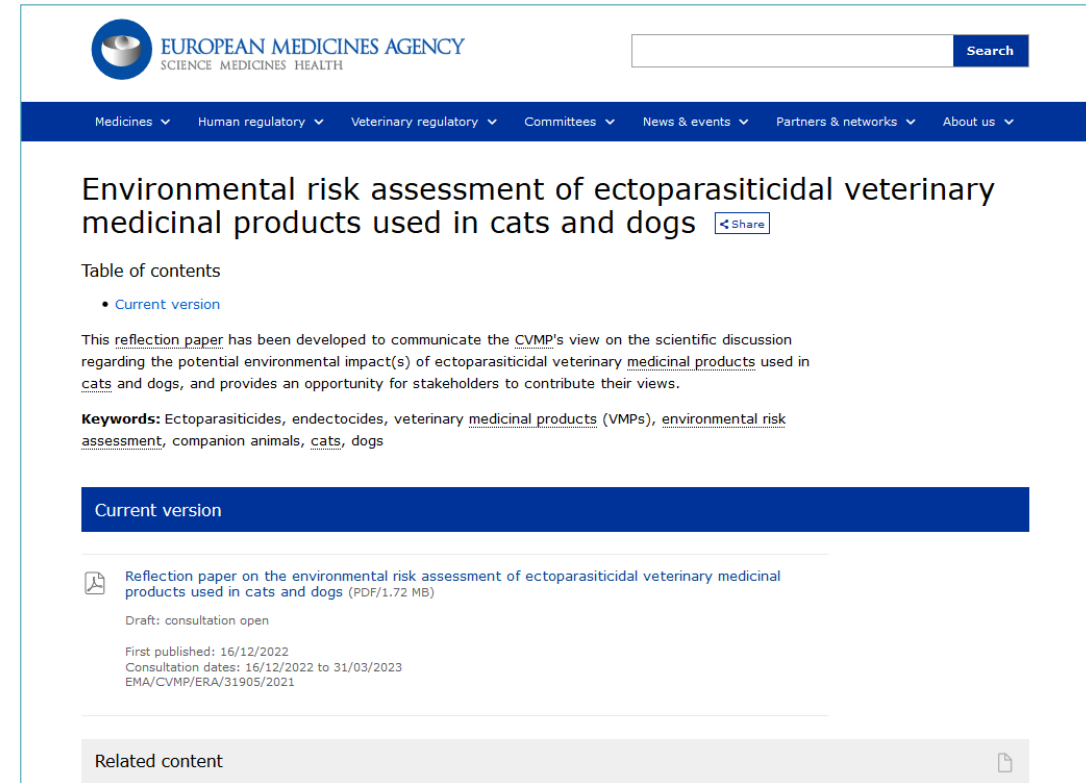 EUROPEAN MEDICINES AGENCY
SCIENCE MEDICINES HEALTH
Search
Medicines
Human regulatory
Veterinary regulatory
Committees
News & events
Partners & networks
About us
Environmental risk assessment of ectoparasiticidal veterinary
medicinal products used in cats and dogs
Share
Table of contents
• Current version
This reflection paper has been developed to communicate the CVMP's view on the scientific discussion
regarding the potential environmental impact(s) of ectoparasiticidal veterinary medicinal products used in
cats and dogs, and provides an opportunity for stakeholders to contribute their views.
Keywords: Ectoparasiticides, endectocides, veterinary medicinal products (VMPs), environmental risk
assessment, companion animals, cats, dogs
Current version
Reflection paper on the environmental risk assessment of ectoparasiticidal veterinary medicinal
products used in cats and dogs (PDF/1.72 MB)
Draft: consultation open
First published: 16/12/2022
Consultation dates: 16/12/2022 to 31/03/2023
EMA/CVMP/ERA/31905/2021
Related content